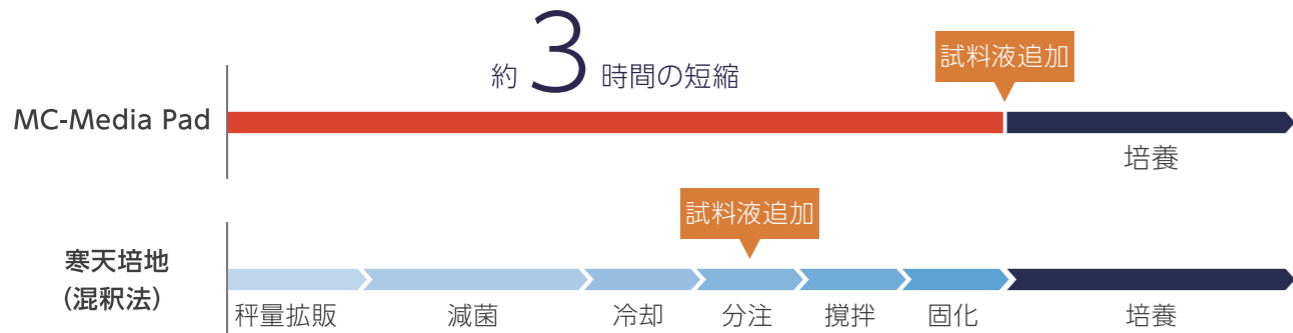 約3時間の短縮
試料液追加
MC-Media Pad
培養
試料液追加
寒天培地
(混釈法)
秤量拡販
減菌
冷却
分注
撹拌
固化
培養